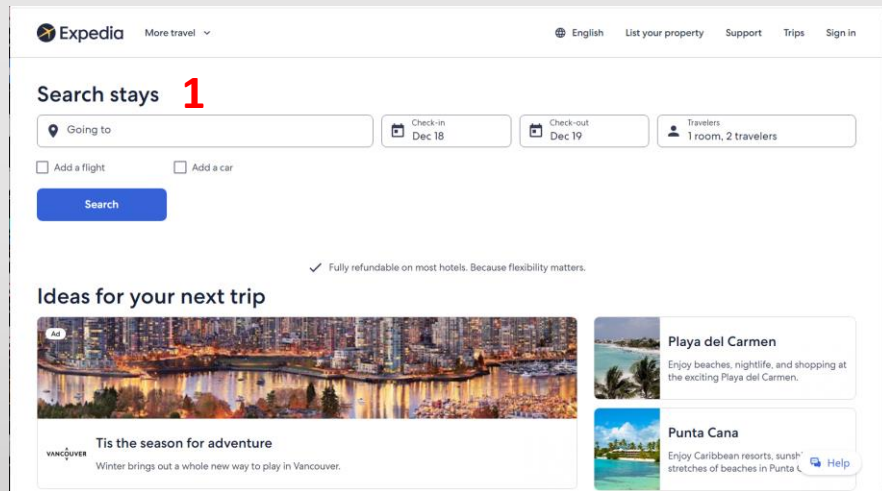 Expedia More travel English List your property Support Trips Sign in
Search stays 1
Going to
Check-in
Dec 18
Check-out
Dec 19
Travelers
1 room, 2 travelers
Add a flight Add a car
Search
Fully refundable on most hotels. Because flexibility matters.
Ideas for your next trip
Ad
VANCOUVER
Tis the season for adventure
Winter brings out a whole new way to play in Vancouver.
Playa del Carmen
Enjoy beaches, nightlife, and shopping at
the exciting Playa del Carmen.
Punta Cana
Enjoy Caribbean resorts,
stretches of beaches in Punta
Help